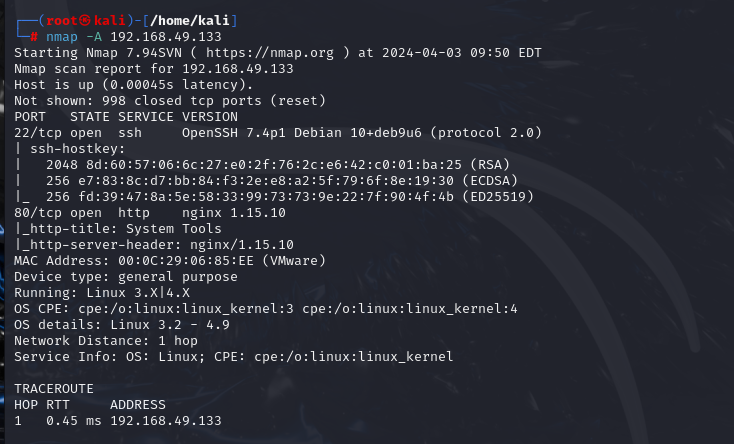 ┌──(root㉿kali)-[/home/kali]
└─# nmap -A 192.168.49.133
Starting Nmap 7.94SVN ( https://nmap.org ) at 2024-04-03 09:50 EDT
Nmap scan report for 192.168.49.133
Host is up (0.00045s latency).
Not shown: 998 closed tcp ports (reset)
PORT   STATE SERVICE VERSION
22/tcp open  ssh     OpenSSH 7.4p1 Debian 10+deb9u6 (protocol 2.0)
| ssh-hostkey:
|   2048 8d:60:57:06:6c:27:e0:2f:76:2c:e6:42:c0:01:ba:25 (RSA)
|   256 e7:83:8c:d7:bb:84:f3:2e:e8:a2:5f:79:6f:8e:19:30 (ECDSA)
|_  256 fd:39:47:8a:5e:58:33:99:73:73:9e:22:7f:90:4f:4b (ED25519)
80/tcp open  http    nginx 1.15.10
|_http-title: System Tools
|_http-server-header: nginx/1.15.10
MAC Address: 00:0C:29:06:85:EE (VMware)
Device type: general purpose
Running: Linux 3.X|4.X
OS CPE: cpe:/o:linux:linux_kernel:3 cpe:/o:linux:linux_kernel:4
OS details: Linux 3.2 - 4.9
Network Distance: 1 hop
Service Info: OS: Linux; CPE: cpe:/o:linux:linux_kernel
TRACEROUTE
HOP RTT     ADDRESS
1   0.45 ms 192.168.49.133